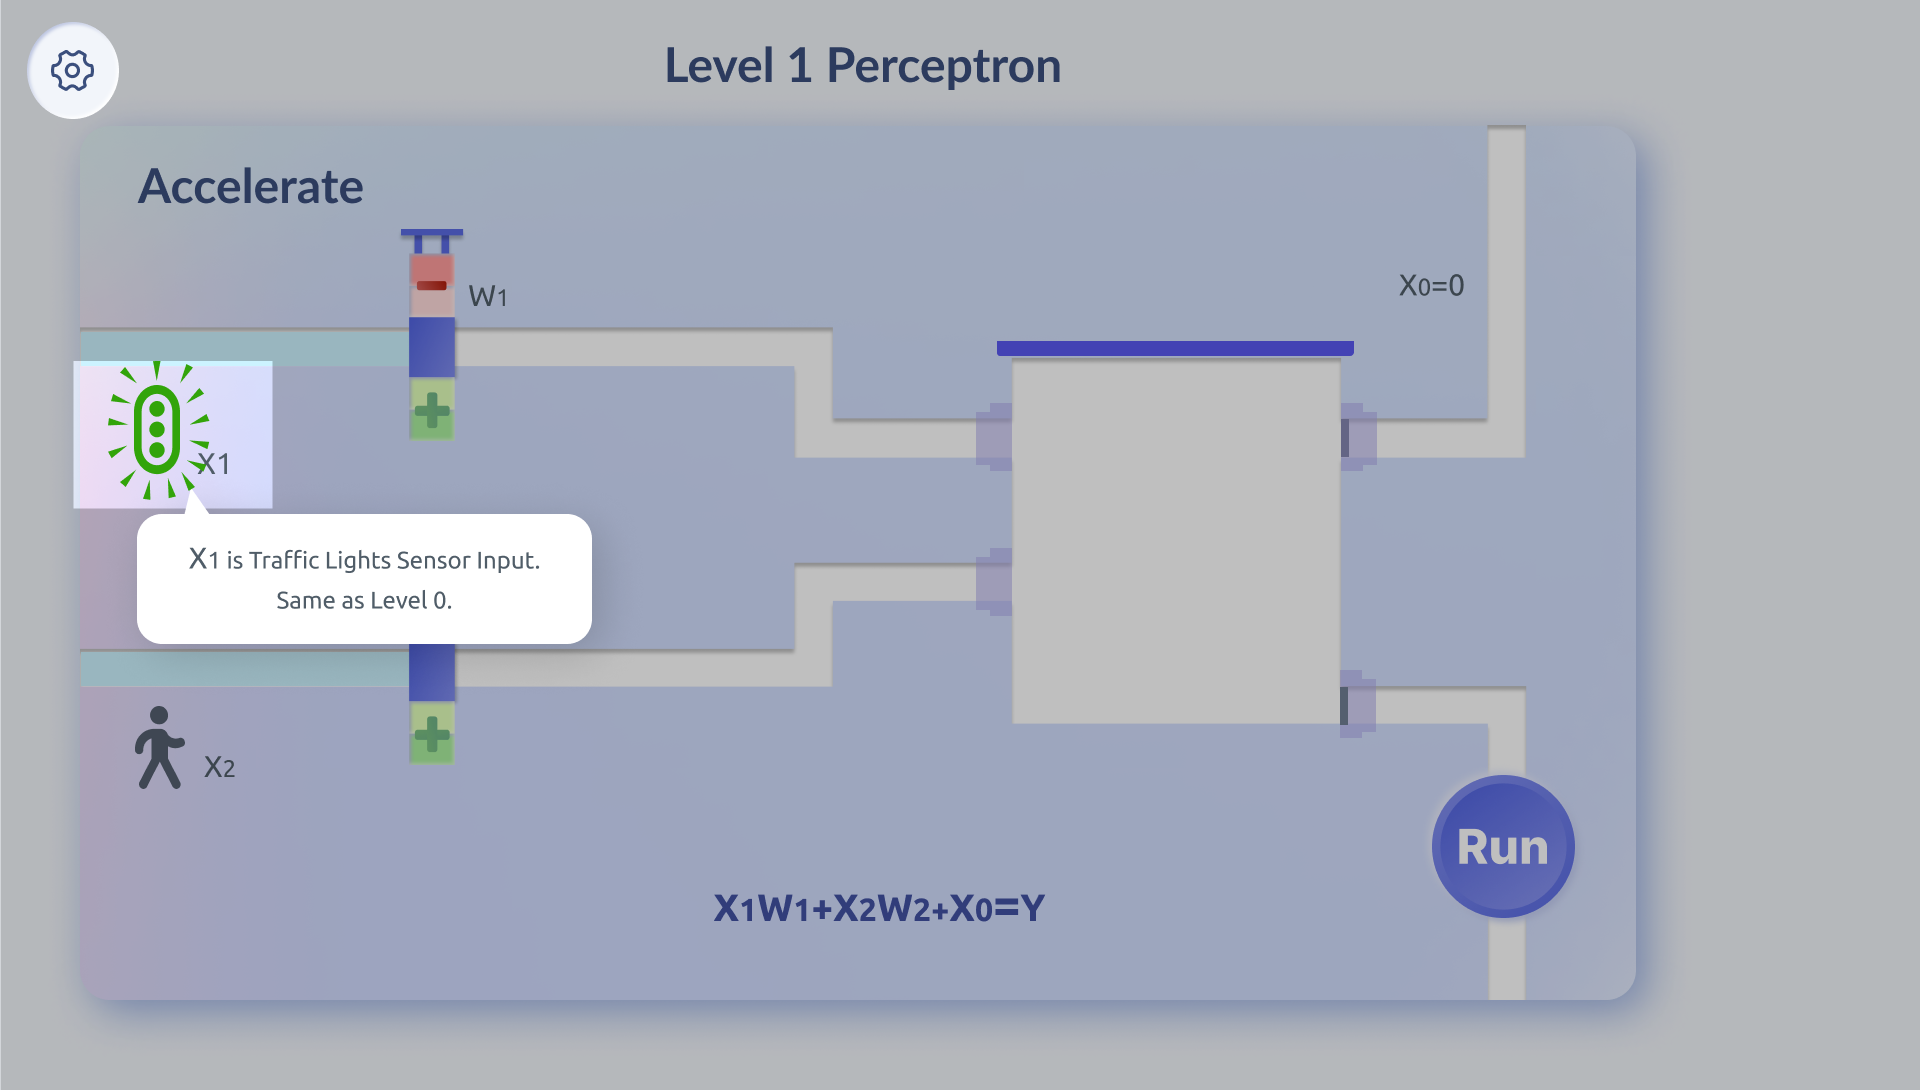 Level 1 Perceptron
Accelerate
W1
X0=0
X1
X1 is Traffic Lights Sensor Input.
Same as Level 0.
X2
Run
X1W1+X2W2+X0=Y